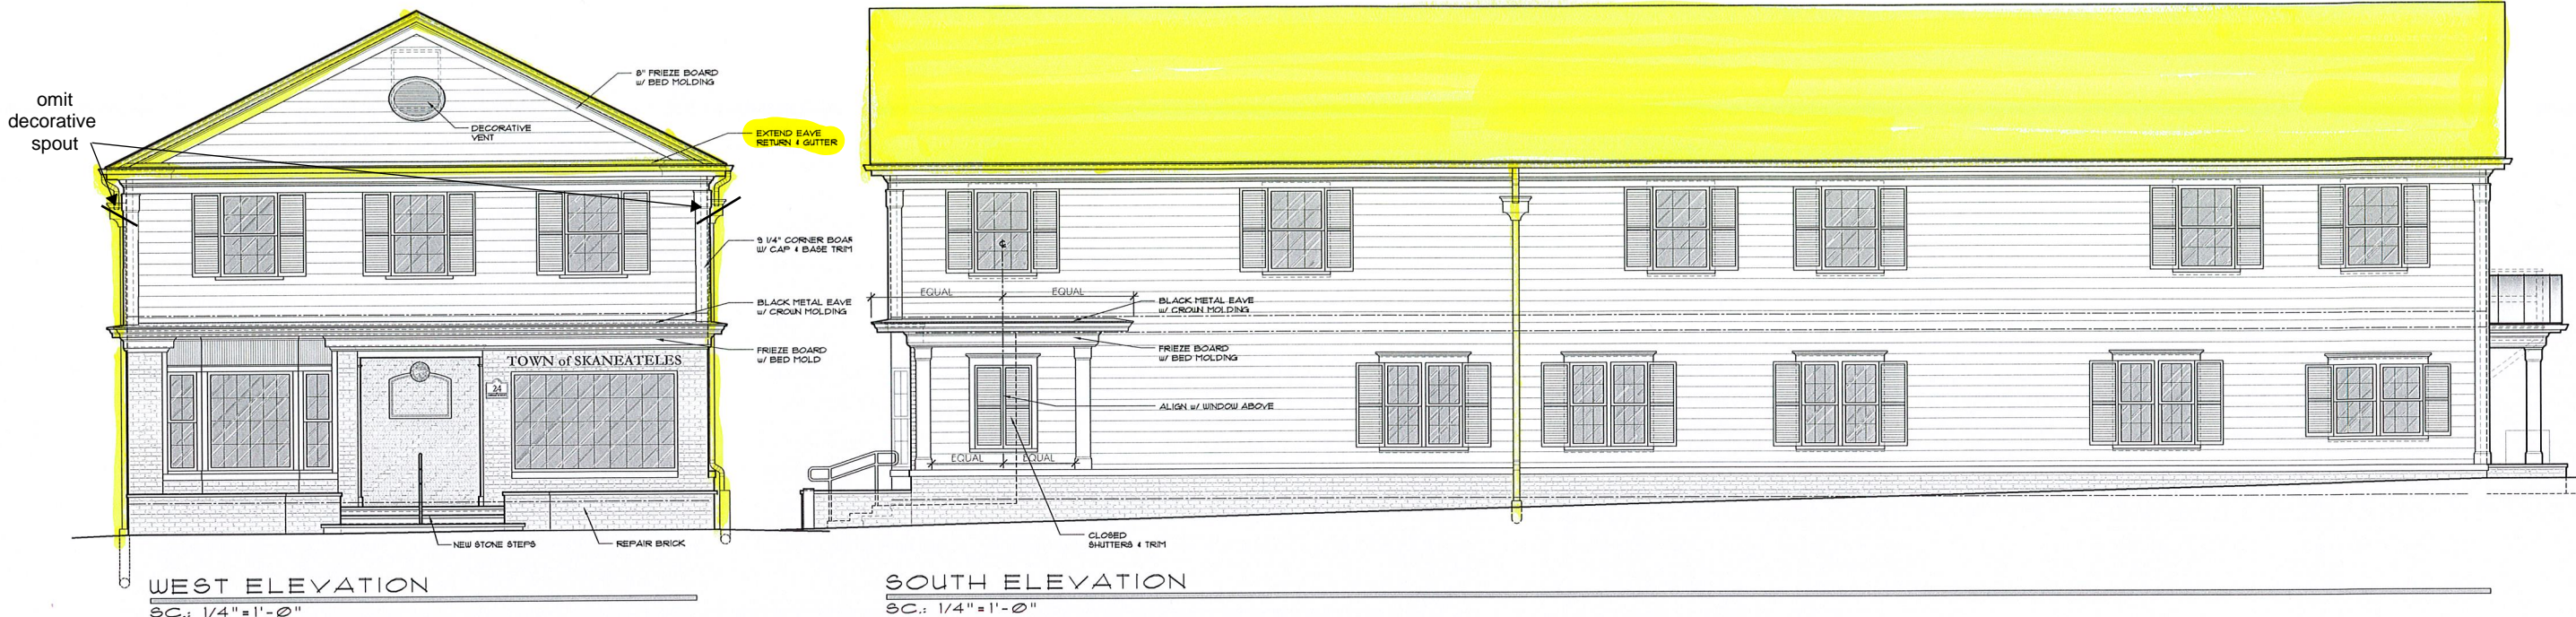 omit
decorative
spout
8" FRIEZE BOARD
w/ BED MOLDING
DECORATIVE
VENT
EXTEND EAVE
RETURN & GUTTER
9 1/4" CORNER BOAR
W/ CAP & BASE TRIM
BLACK METAL EAVE
w/ CROWN MOLDING
FRIEZE BOARD
w/ BED MOLD
TOWN of SKANEATELES
24
NEW STONE STEPS
REPAIR BRICK
WEST ELEVATION
SC.: 1/4"=1'-0"
EQUAL
EQUAL
BLACK METAL EAVE
w/ CROWN MOLDING
FRIEZE BOARD
w/ BED MOLDING
ALIGN w/ WINDOW ABOVE
EQUAL
EQUAL
CLOSED
SHUTTERS & TRIM
SOUTH ELEVATION
SC.: 1/4"=1'-0"